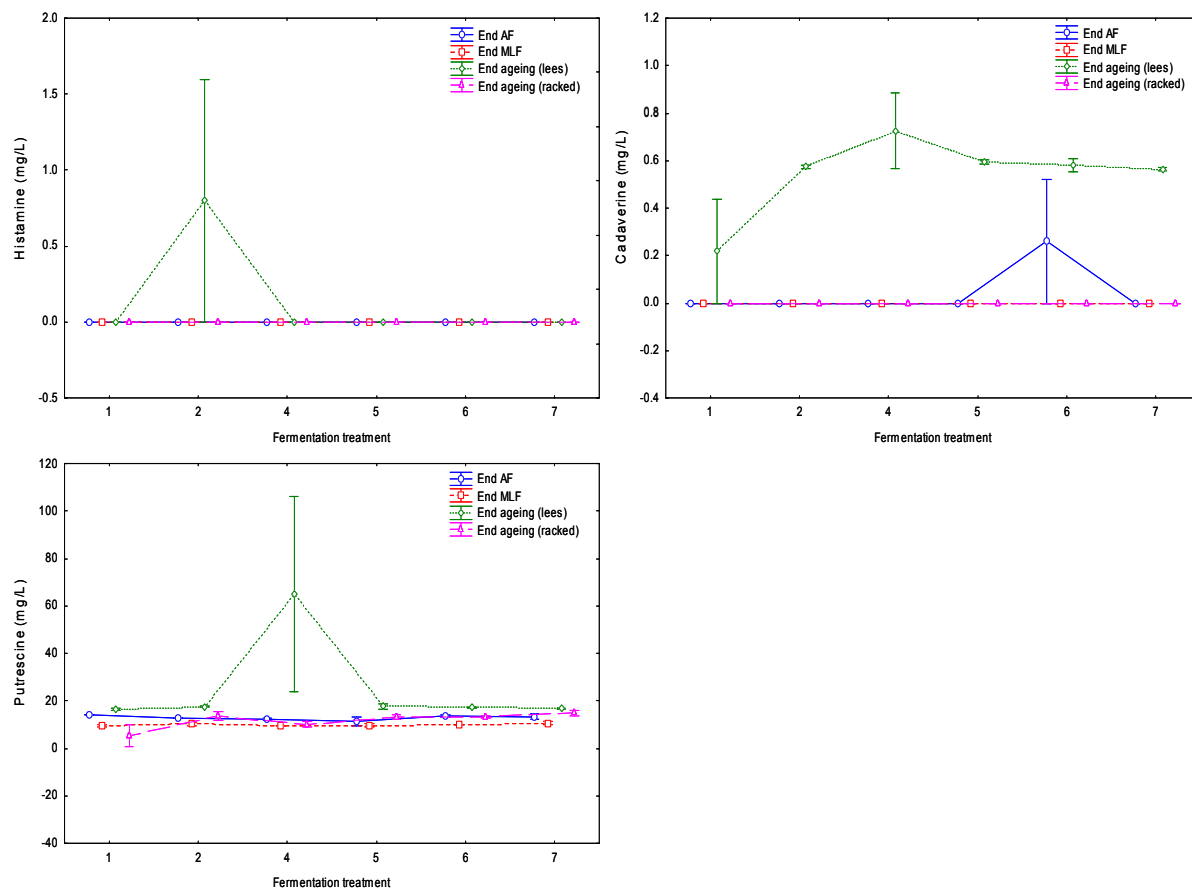 2.0
1.5
1.0
0.5
0.0
-0.5
Histamine (mg/L)
End AF
End MLF
End ageing (lees)
End ageing (racked)
1 2 4 5 6 7
Fermentation treatment
1.2
1.0
0.8
0.6
0.4
0.2
0.0
-0.2
-0.4
Cadaverine (mg/L)
End AF
End MLF
End ageing (lees)
End ageing (racked)
1 2 4 5 6 7
Fermentation treatment
120
100
80
60
40
20
0
-20
-40
Putrescine (mg/L)
End AF
End MLF
End ageing (lees)
End ageing (racked)
1 2 4 5 6 7
Fermentation treatment